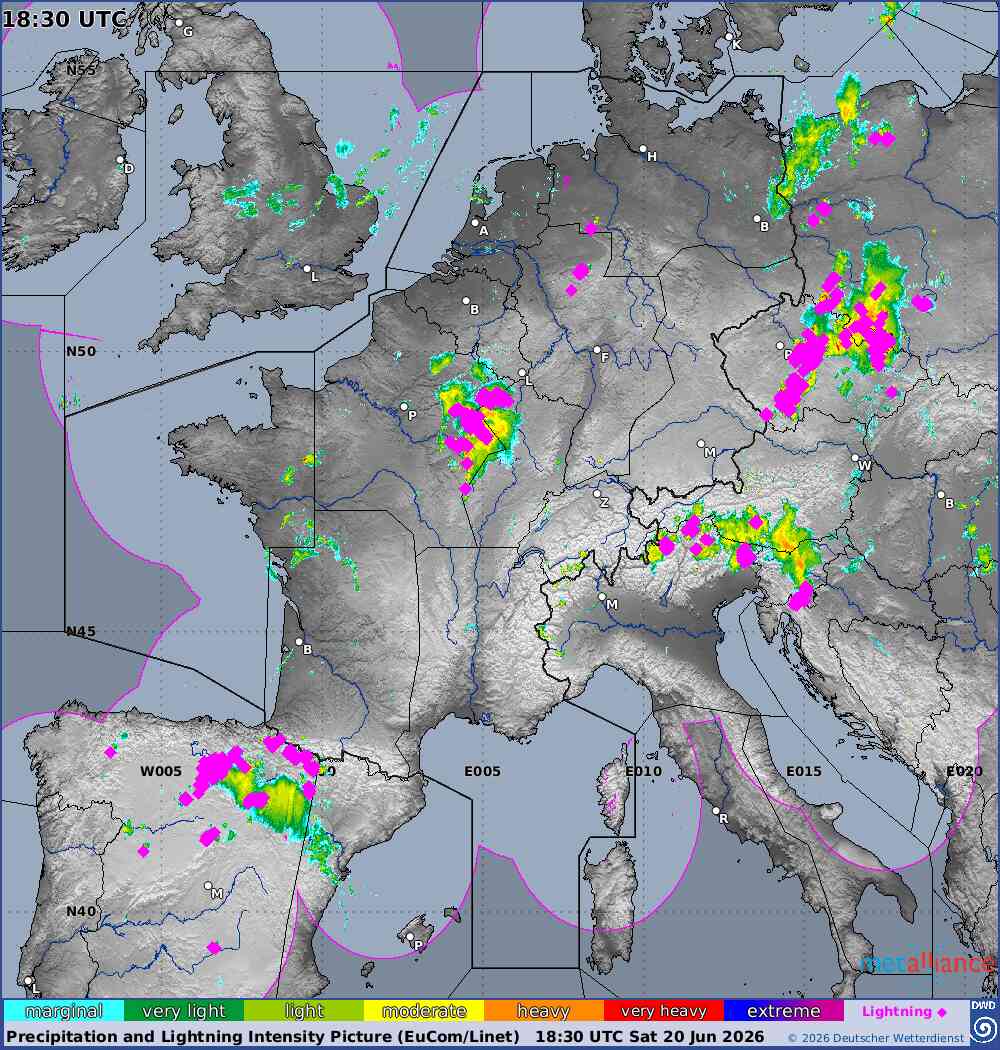 18:30 UTC
G
K
N55
H
D
A
B
L
B
N50
P
F
L
P
M
W
B
Z
M
N45
B
W005
0
E005
E010
E015
E020
R
M
N40
P
L
metalliance
marginal very light light moderate heavy very heavy extreme Lightning
DWD
Precipitation and Lightning Intensity Picture (EuCom/Linet) 18:30 UTC Sat 20 Jun 2026 © 2026 Deutscher Wetterdienst